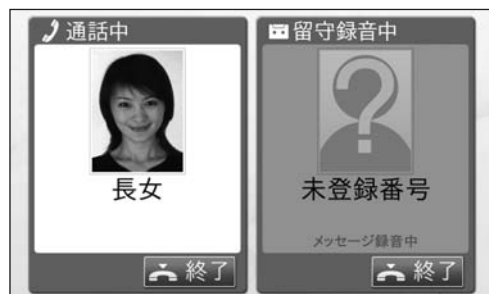 通話中
長女
終了
留守録音中
未登録番号
メッセージ録音中
終了